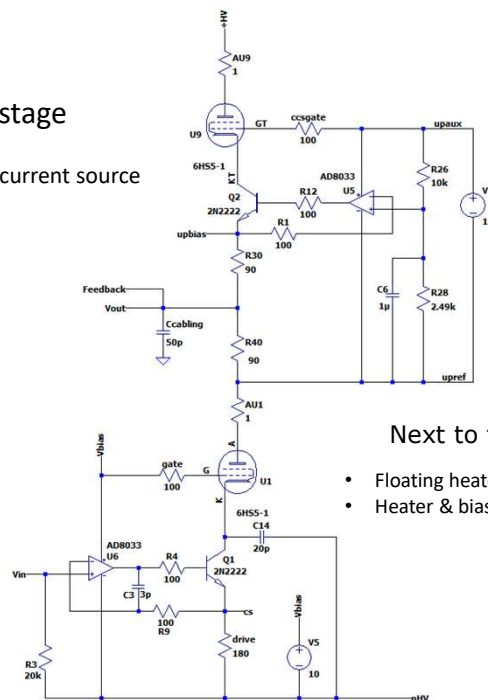 +HV
AU9
1
stage
U9
GT
ccsgate
100
upaux
current source
6HS5-1
KT
Q2
2N2222
R12
100
AD8033
U5
R26
10k
V
1
upbias
R1
100
R30
90
C6
1µ
R28
2.49k
Feedback
Vout
Ccabling
50p
R40
90
upref
AU1
1
Next to
A
Vbias
gate
100
G
U1
• Floating heat
K
6HS5-1
• Heater & bias
C14
20p
AD8033
U6
R4
100
Q1
2N2222
Vin
C3
3p
100
R9
cs
Vbias
R3
20k
drive
180
V5
10